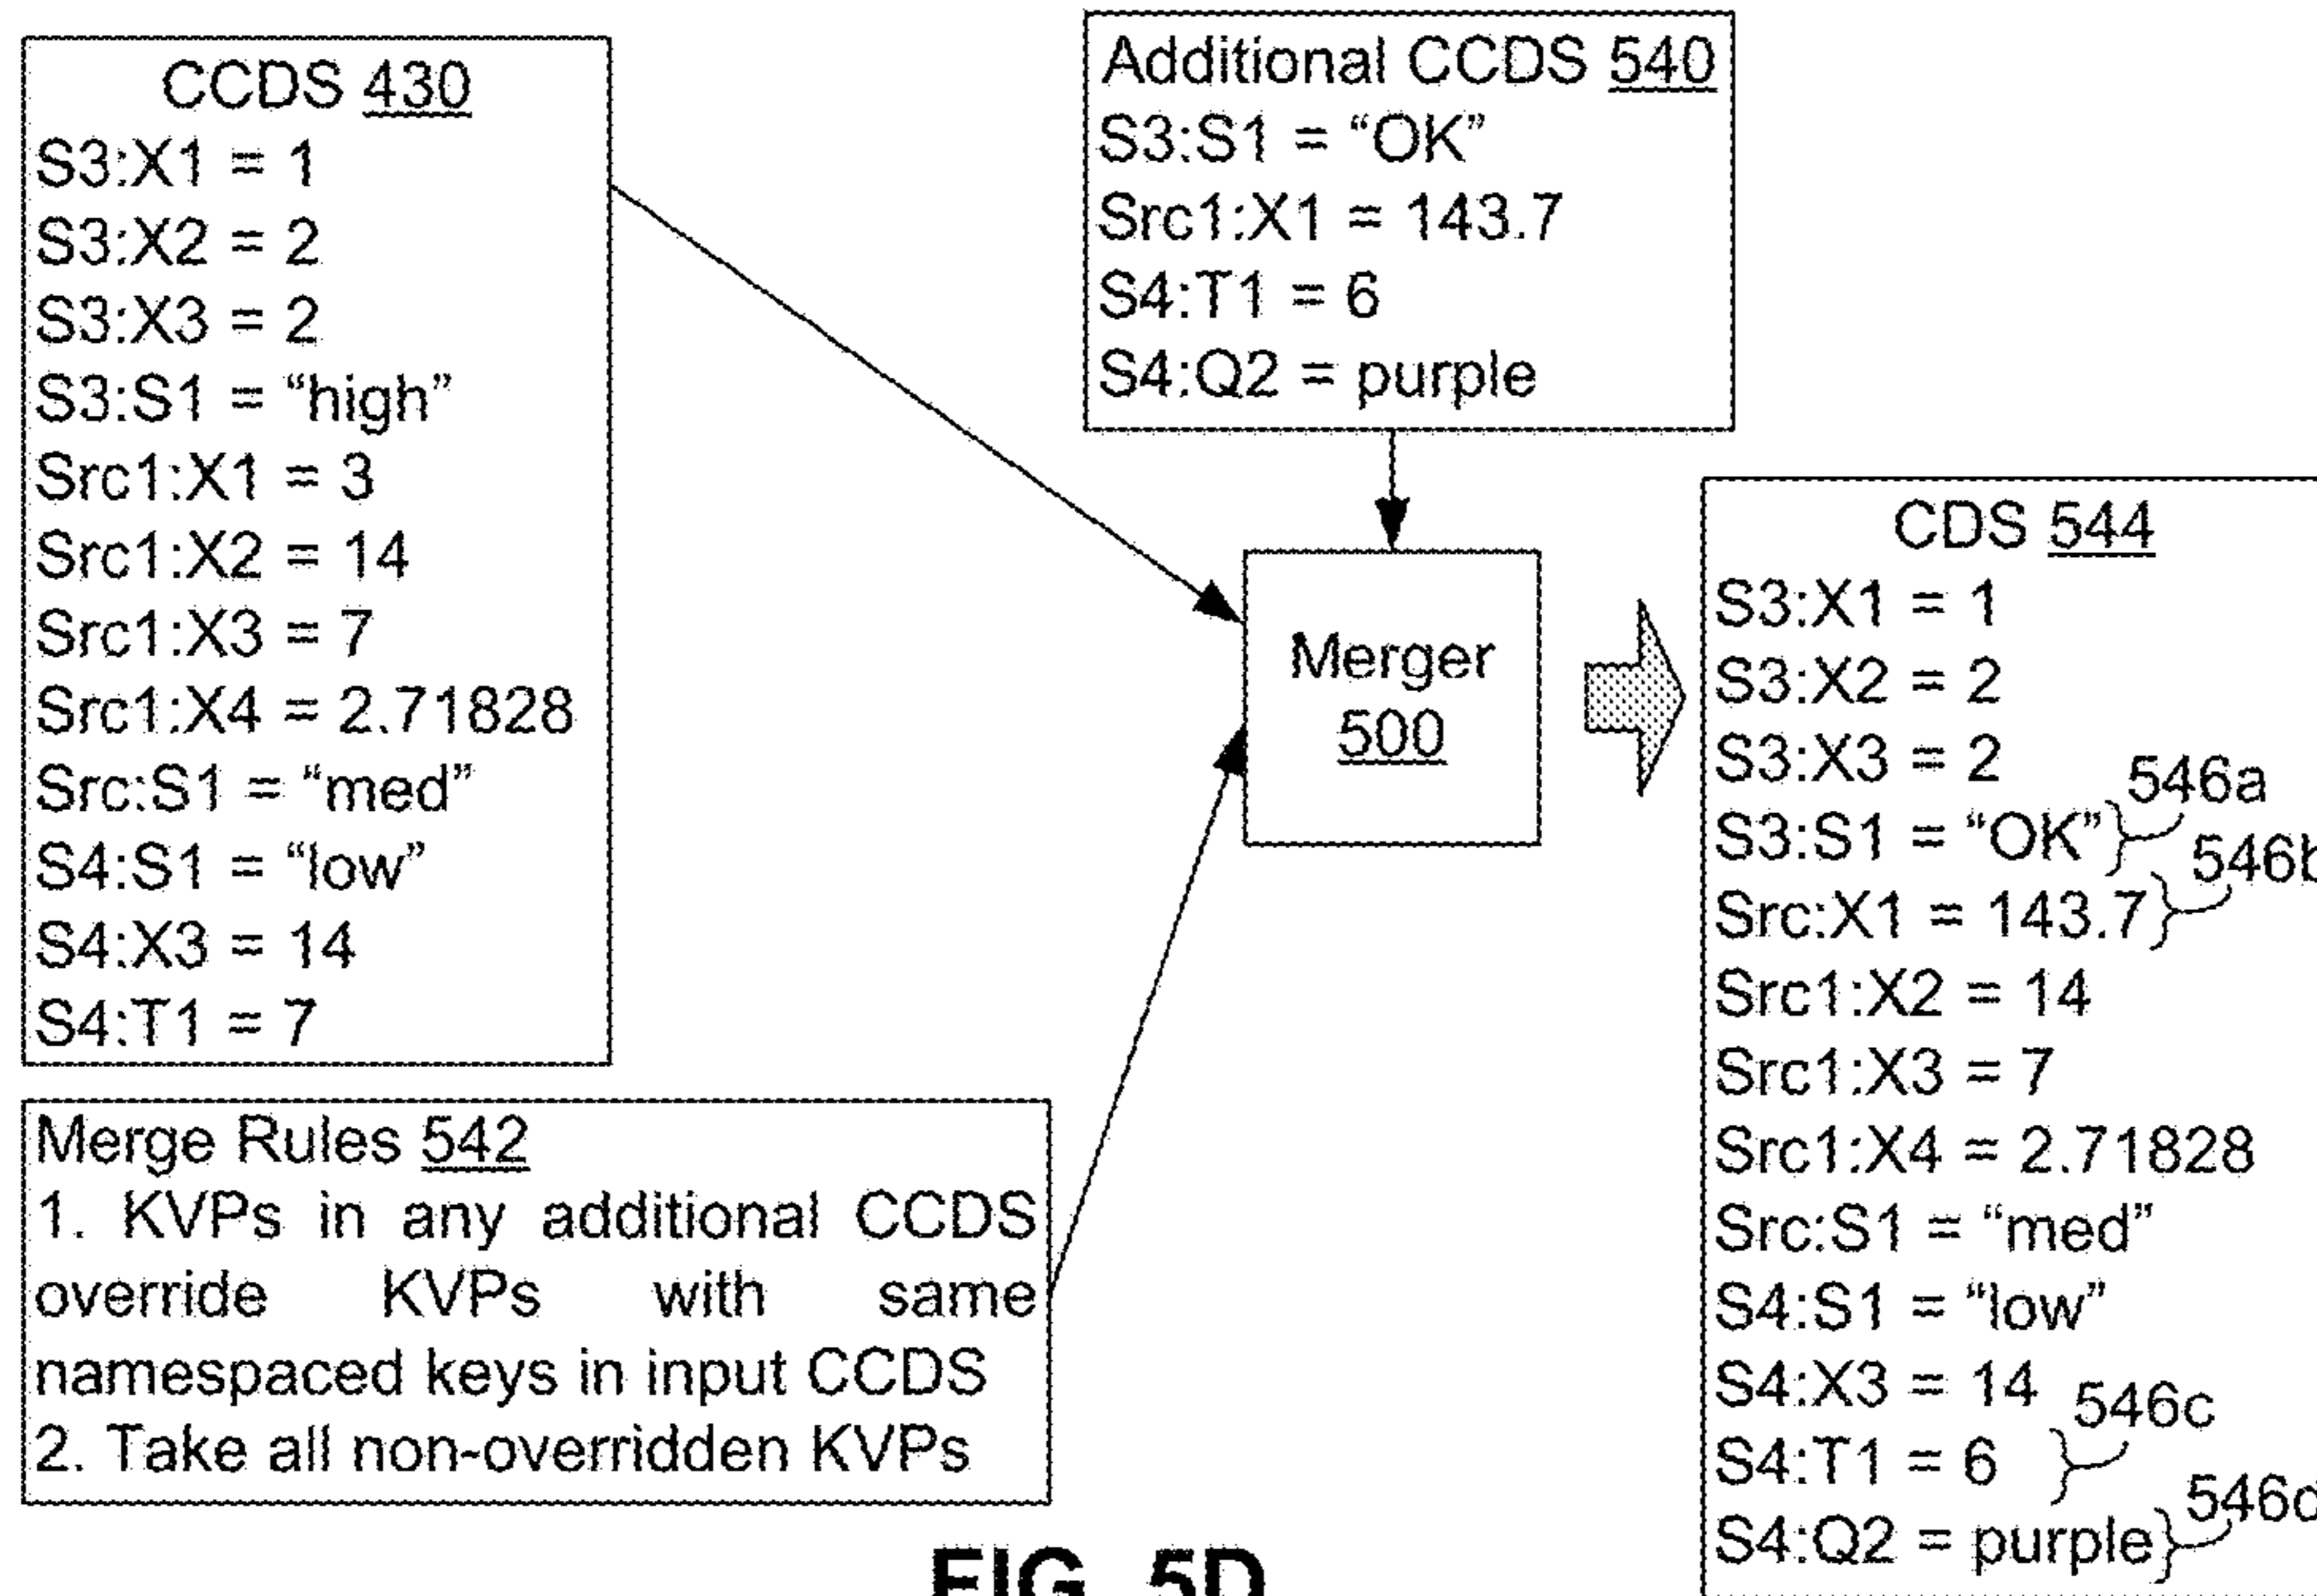 CCDS 430
S3:X1 = 1
S3:X2 = 2
S3:X3 = 2
S3:S1 = “high”
Src1:X1 = 3
Src1:X2 = 14
Src1:X3 = 7
Src1:X4 = 2.71828
Src:S1 = “med”
S4:S1 = “low”
S4:X3 = 14
S4:T1 = 7
Additional CCDS 540
S3:S1 = “OK”
Src1:X1 = 143.7
S4:T1 = 6
S4:Q2 = purple
Merge Rules 542
1. KVPs in any additional CCDS
override KVPs with same
namespaced keys in input CCDS
2. Take all non-overridden KVPs
Merger
500
CDS 544
S3:X1 = 1
S3:X2 = 2
S3:X3 = 2
S3:S1 = “OK” 546a
Src:X1 = 143.7 546b
Src1:X2 = 14
Src1:X3 = 7
Src1:X4 = 2.71828
Src:S1 = “med”
S4:S1 = “low”
S4:X3 = 14
S4:T1 = 6 546c
S4:Q2 = purple 546d
FIG. 5D